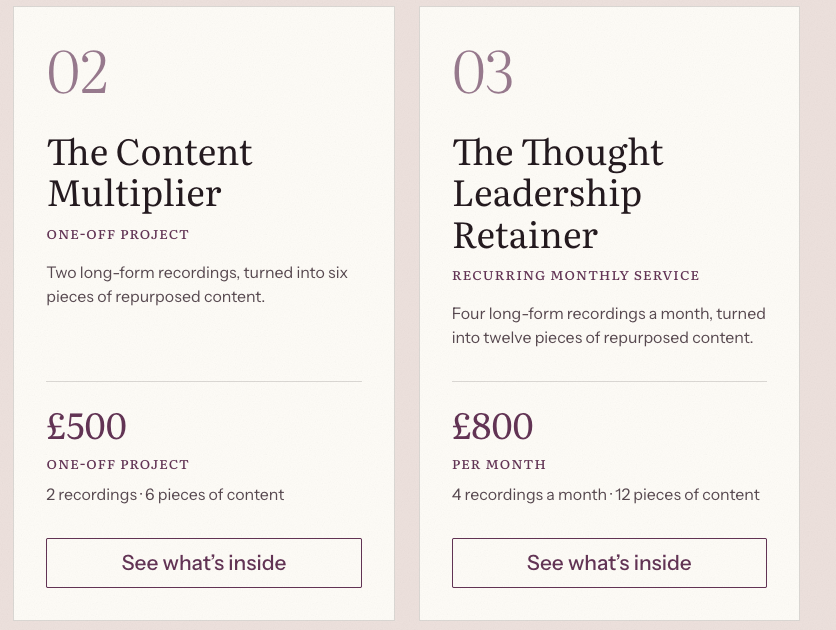 02
The Content
Multiplier
ONE-OFF PROJECT
Two long-form recordings, turned into six
pieces of repurposed content.
£500
ONE-OFF PROJECT
2 recordings · 6 pieces of content
See what’s inside
03
The Thought
Leadership
Retainer
RECURRING MONTHLY SERVICE
Four long-form recordings a month, turned
into twelve pieces of repurposed content.
£800
PER MONTH
4 recordings a month · 12 pieces of content
See what’s inside